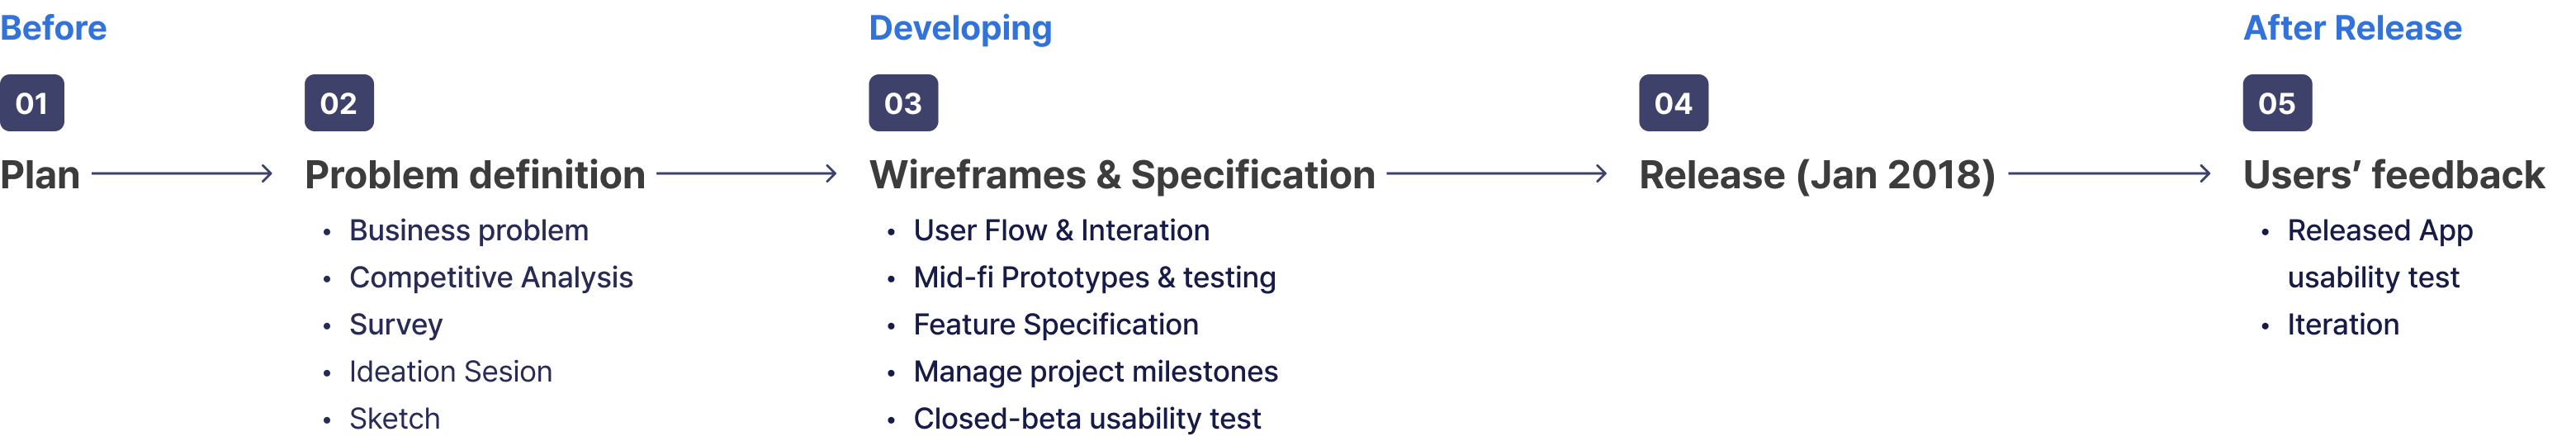 Before
01
Plan
02
Problem definition
• Business problem
• Competitive Analysis
• Survey
• Ideation Sesion
• Sketch
Developing
03
Wireframes & Specification
• User Flow & Interation
• Mid-fi Prototypes & testing
• Feature Specification
• Manage project milestones
• Closed-beta usability test
04
Release (Jan 2018)
After Release
05
Users’ feedback
• Released App
usability test
• Iteration